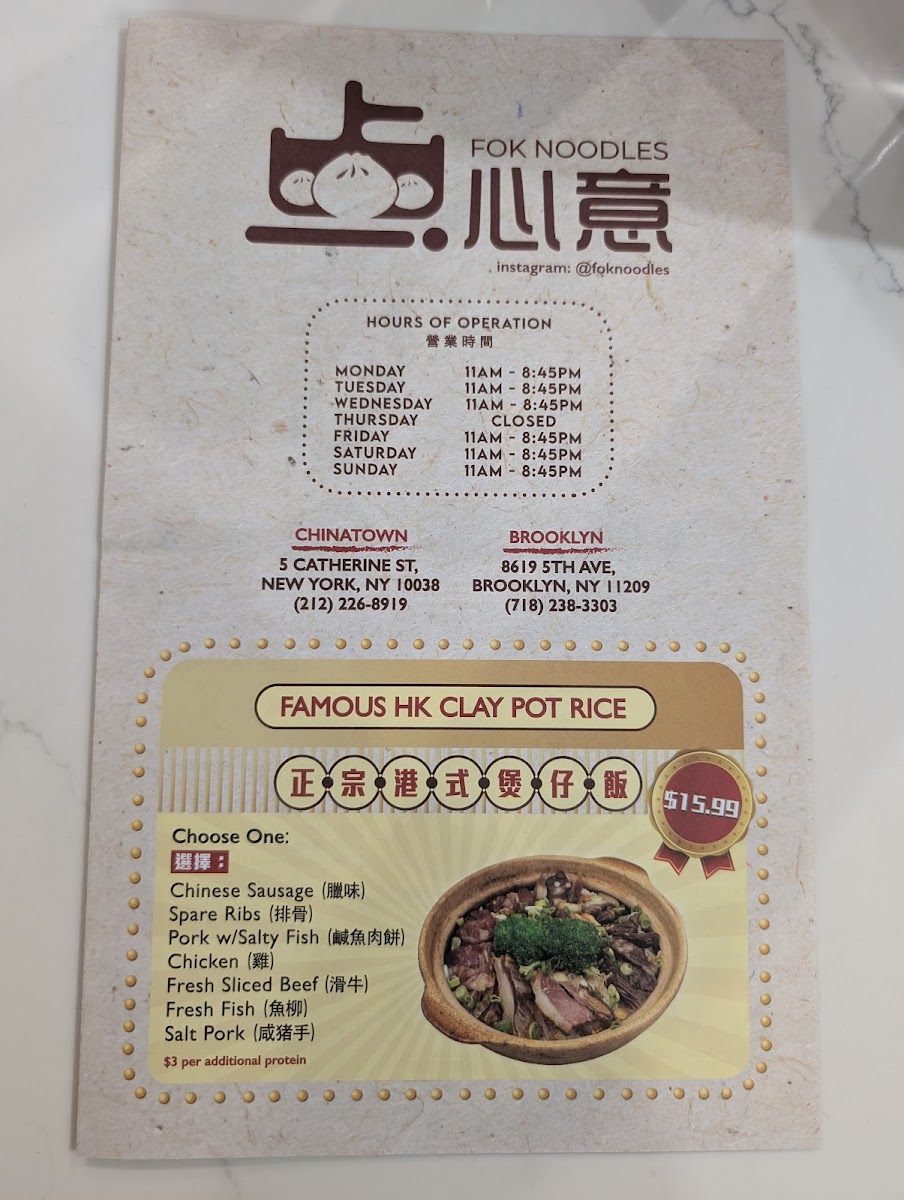 点心意
FOK NOODLES
instagram: @foknoodles
HOURS OF OPERATION
營業時間
MONDAY 11AM - 8:45PM
TUESDAY 11AM - 8:45PM
WEDNESDAY 11AM - 8:45PM
THURSDAY CLOSED
FRIDAY 11AM - 8:45PM
SATURDAY 11AM - 8:45PM
SUNDAY 11AM - 8:45PM
CHINATOWN
5 CATHERINE ST,
NEW YORK, NY 10038
(212) 226-8919
BROOKLYN
8619 5TH AVE,
BROOKLYN, NY 11209
(718) 238-3303
FAMOUS HK CLAY POT RICE
正宗港式煲仔飯
$15.99
Choose One:
選擇：
Chinese Sausage (臘味)
Spare Ribs (排骨)
Pork w/Salty Fish (鹹魚肉餅)
Chicken (雞)
Fresh Sliced Beef (滑牛)
Fresh Fish (魚柳)
Salt Pork (咸猪手)
$3 per additional protein